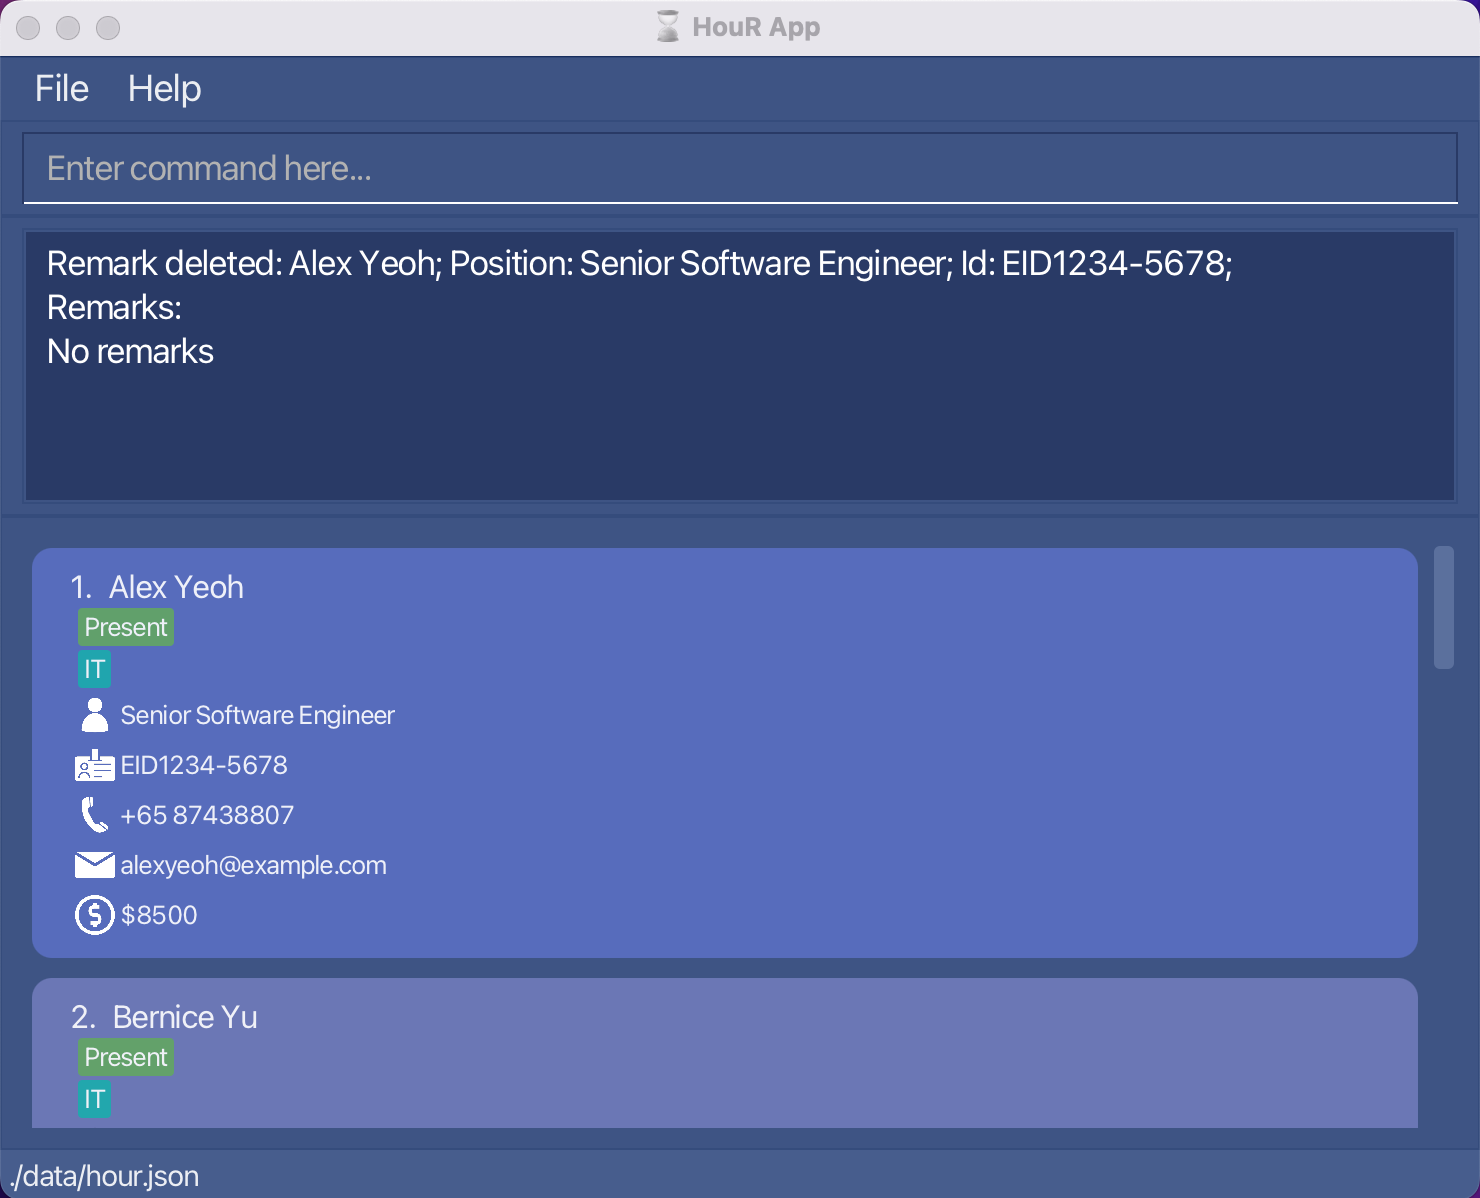 HouR App
File Help
Enter command here...
Remark deleted: Alex Yeoh; Position: Senior Software Engineer; Id: EID1234-5678;
Remarks:
No remarks
1. Alex Yeoh
Present
IT
Senior Software Engineer
EID1234-5678
+65 87438807
alexyeoh@example.com
$8500
2. Bernice Yu
Present
IT
./data/hour.json